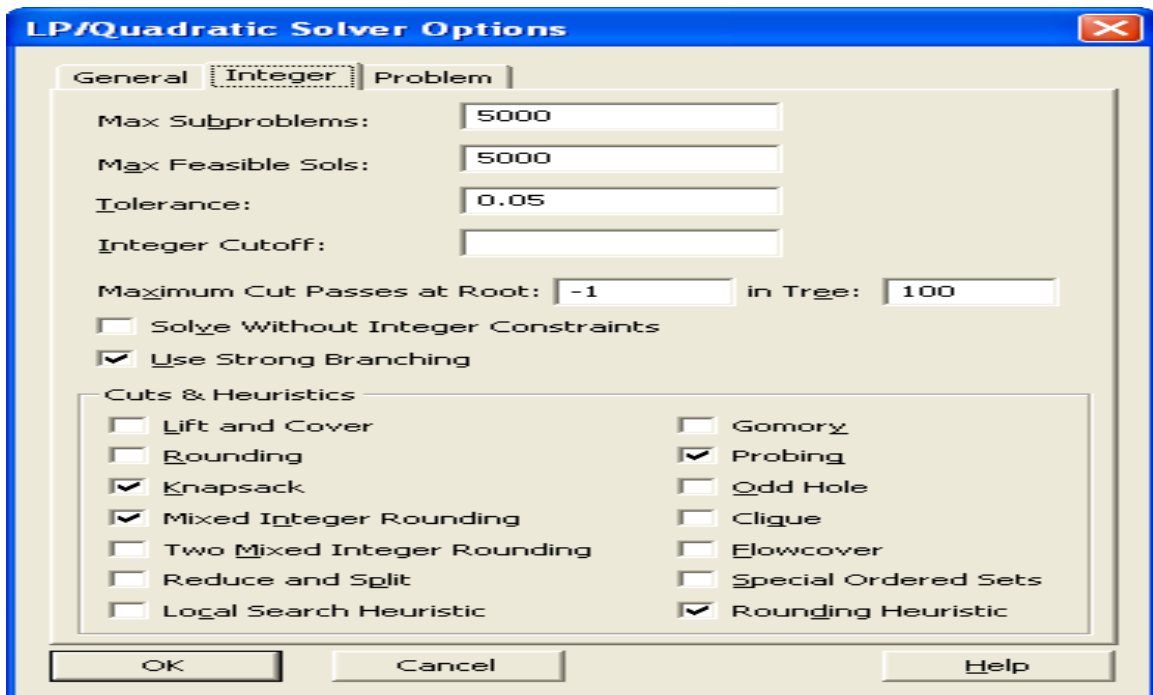 LP/Quadratic Solver Options
General Integer Problem
Max Subproblems: 5000
Max Feasible Sols: 5000
Tolerance: 0.05
Integer Cutoff:
Maximum Cut Passes at Root: -1 in Tree: 100
Solve Without Integer Constraints
Use Strong Branching
Cuts & Heuristics
Lift and Cover Gomory
Rounding Probing
Knapsack Odd Hole
Mixed Integer Rounding Clique
Two Mixed Integer Rounding Flowcover
Reduce and Split Special Ordered Sets
Local Search Heuristic Rounding Heuristic
OK Cancel Help